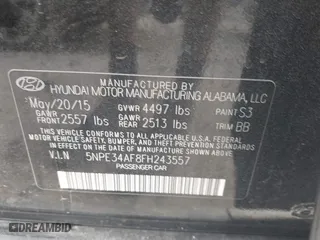 MANUFACTURED BY
HYUNDAI MOTOR MANUFACTURING ALABAMA, LLC
May/20/15 GVWR 4497 lbs PAINT S3
GAWR FRONT 2557 lbs GAWR REAR 2513 lbs TRIM BB
THIS VEHICLE CONFORMS TO ALL APPLICABLE U.S.A FEDERAL MOTOR
VEHICLE SAFETY, BUMPER, AND THEFT PREVENTION STANDARDS
IN EFFECT ON THE DATE OF MANUFACTURE SHOWN ABOVE.
V.I.N 5NPE34AF8FH243557
PASSENGER CAR
DEALERSHIP